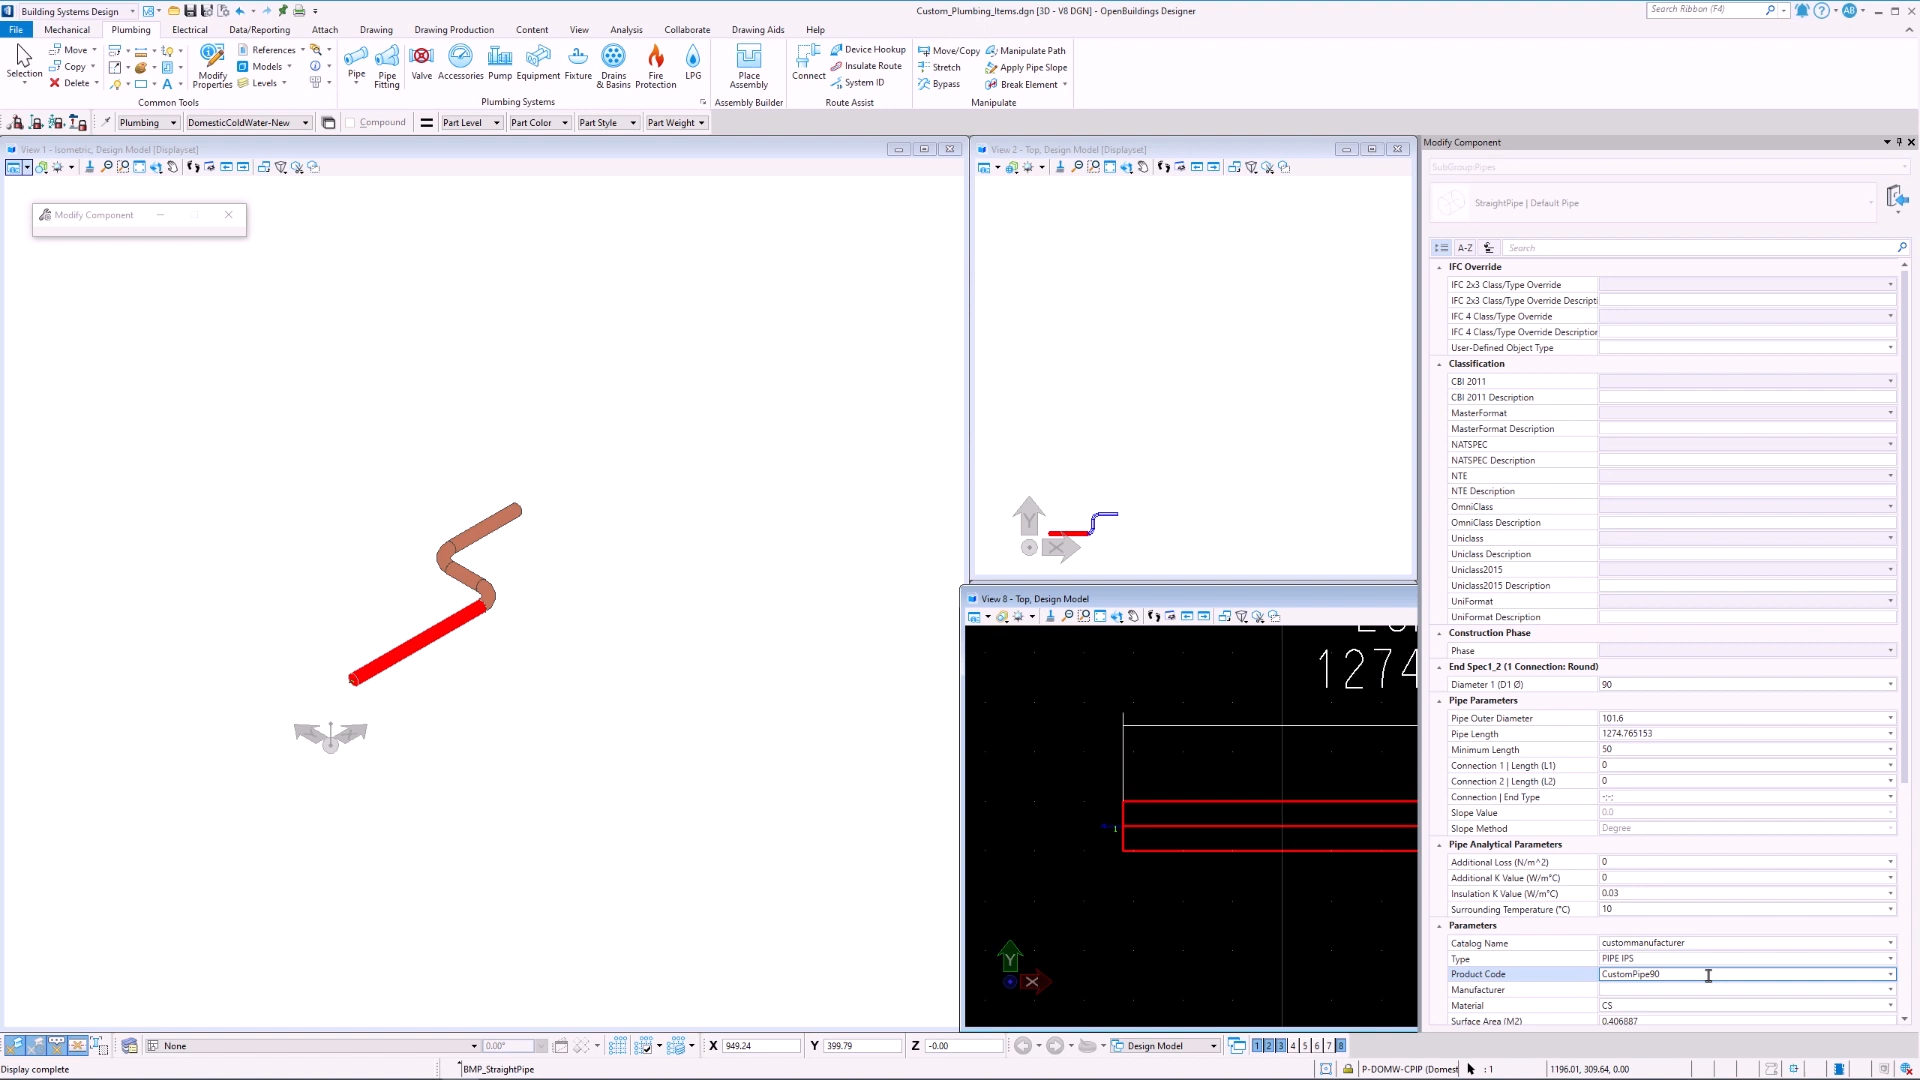 Building Systems Design
Custom_Plumbing_Items.dgn [3D - V8 DGN] - OpenBuildings Designer
Search Ribbon (F4)
AB
File
Mechanical
Plumbing
Electrical
Data/Reporting
Attach
Drawing
Drawing Production
Content
View
Analysis
Collaborate
Drawing Aids
Help
Selection
Move
Copy
Delete
Modify Properties
References
Models
Levels
Common Tools
Pipe
Pipe Fitting
Valve
Accessories
Pump
Equipment
Fixture
Drains & Basins
Fire Protection
LPG
Plumbing Systems
Place Assembly
Assembly Builder
Connect
Device Hookup
Insulate Route
System ID
Route Assist
Move/Copy
Stretch
Bypass
Manipulate Path
Apply Pipe Slope
Break Element
Manipulate
Plumbing
DomesticColdWater-New
Compound
Part Level
Part Color
Part Style
Part Weight
View 1 - Isometric, Design Model [Displayset]
Modify Component
View 2 - Top, Design Model [Displayset]
Y
X
View 8 - Top, Design Model
1274
1
Y
X
Modify Component
SubGroup:Pipes
StraightPipe | Default Pipe
A-Z
Search
IFC Override
IFC 2x3 Class/Type Override
IFC 2x3 Class/Type Override Descripti
IFC 4 Class/Type Override
IFC 4 Class/Type Override Description
User-Defined Object Type
Classification
CBI 2011
CBI 2011 Description
MasterFormat
MasterFormat Description
NATSPEC
NATSPEC Description
NTE
NTE Description
OmniClass
OmniClass Description
Uniclass
Uniclass Description
Uniclass2015
Uniclass2015 Description
UniFormat
UniFormat Description
Construction Phase
Phase
End Spec1_2 (1 Connection: Round)
Diameter 1 (D1 Ø) 90
Pipe Parameters
Pipe Outer Diameter 101.6
Pipe Length 1274.765153
Minimum Length 50
Connection 1 | Length (L1) 0
Connection 2 | Length (L2) 0
Connection | End Type -:-:
Slope Value 0.0
Slope Method Degree
Pipe Analytical Parameters
Additional Loss (N/m^2) 0
Additional K Value (W/m°C) 0
Insulation K Value (W/m°C) 0.03
Surrounding Temperature (°C) 10
Parameters
Catalog Name custommanufacturer
Type PIPE IPS
Product Code CustomPipe90
Manufacturer
Material CS
Surface Area (M2) 0.406887
None
0.00°
X 949.24
Y 399.79
Z -0.00
Design Model
1 2 3 4 5 6 7 8
Display complete
BMP_StraightPipe
P-DOMW-CPIP (Domest
: 1
1196.01, 309.64, 0.00